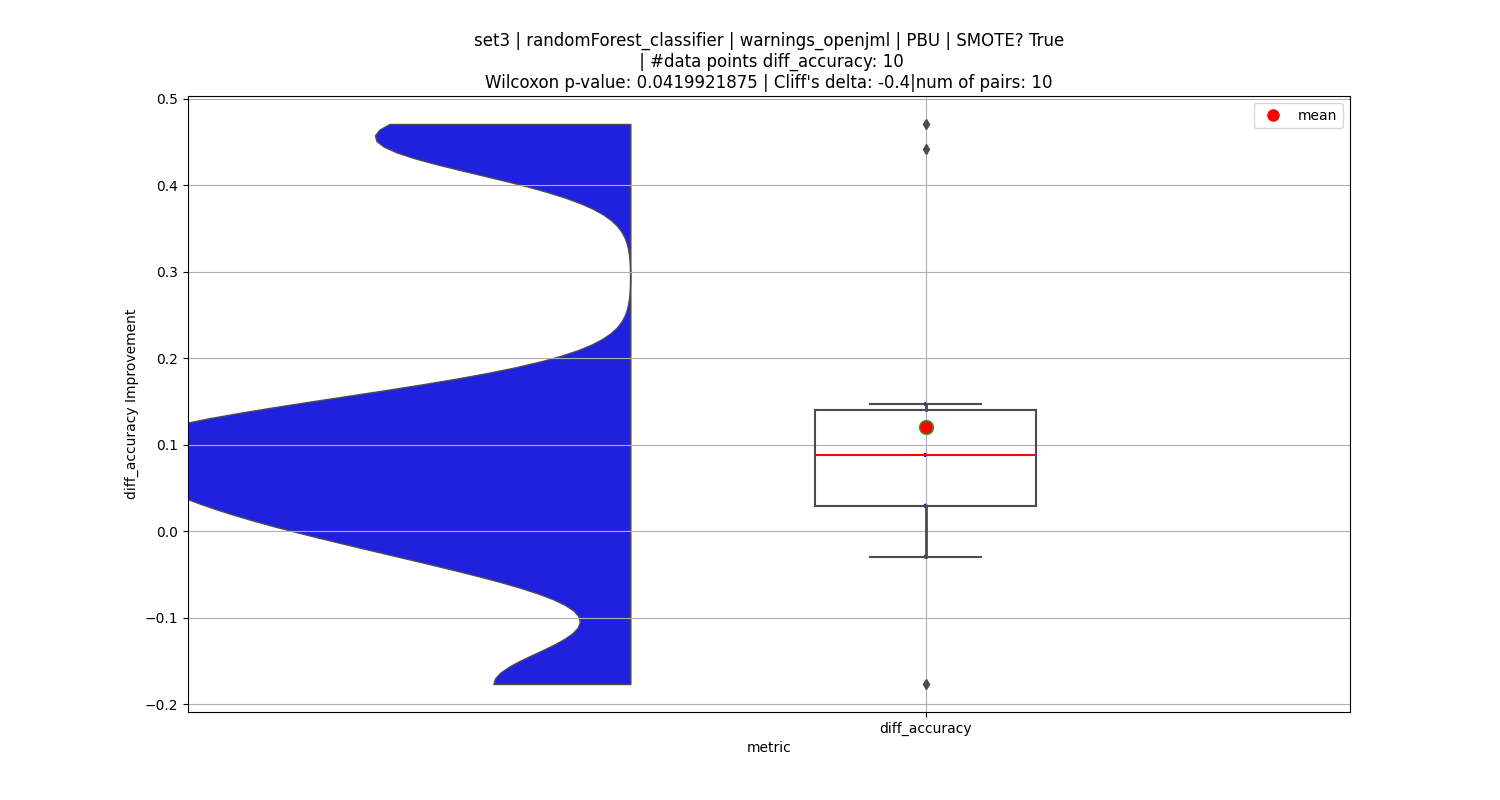 set3 | randomForest_classifier | warnings_openjml | PBU | SMOTE? True
| #data points diff_accuracy: 10
Wilcoxon p-value: 0.0419921875 | Cliff's delta: -0.4|num of pairs: 10
mean
0.5
0.4
0.3
0.2
0.1
0.0
−0.1
−0.2
diff_accuracy Improvement
diff_accuracy
metric